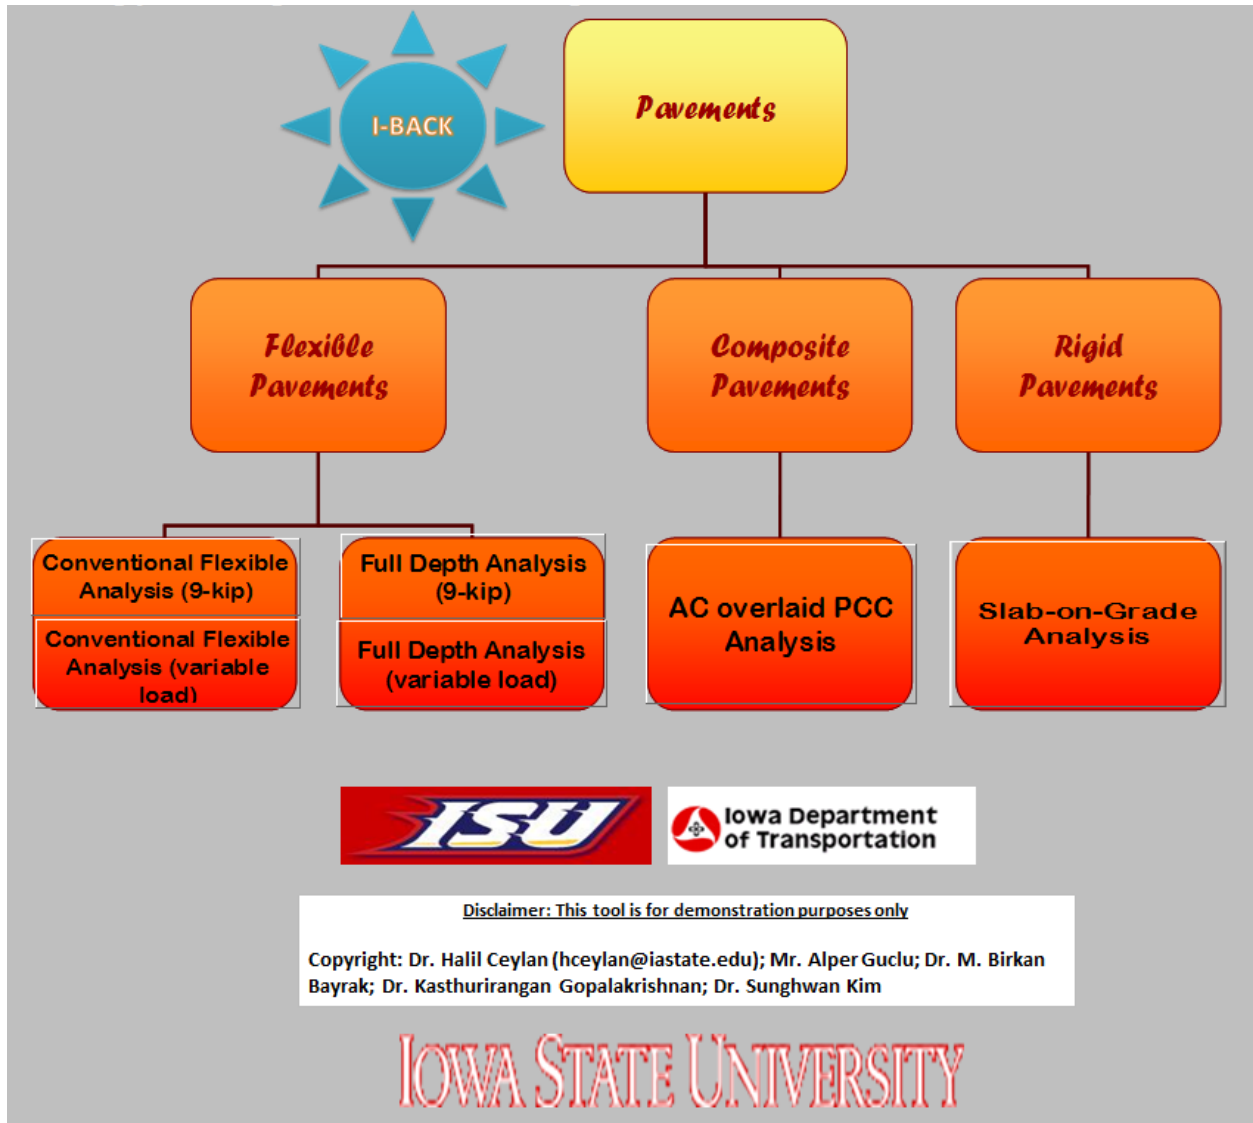 I-BACK
Pavements
Flexible
Pavements
Composite
Pavements
Rigid
Pavements
Conventional Flexible
Analysis (9-kip)
Conventional Flexible
Analysis (variable
load)
Full Depth Analysis
(9-kip)
Full Depth Analysis
(variable load)
AC overlaid PCC
Analysis
Slab-on-Grade
Analysis
ISU
Iowa Department
of Transportation
Disclaimer: This tool is for demonstration purposes only
Copyright: Dr. Halil Ceylan (hceylan@iastate.edu); Mr. Alper Guclu; Dr. M. Birkan
Bayrak; Dr. Kasthurirangan Gopalakrishnan; Dr. Sunghwan Kim
IOWA STATE UNIVERSITY